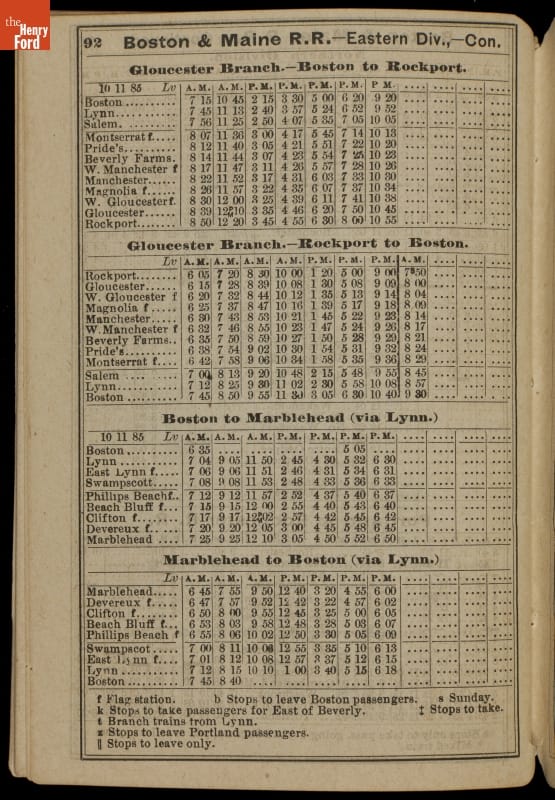 the
Henry
Ford
92 Boston & Maine R.R.—Eastern Div.,—Con.
Gloucester Branch.—Boston to Rockport.
10 11 85 Lv A.M. A.M. P.M. P.M. P.M. P.M. P M.
Boston 7 15 10 45 2 15 3 30 5 00 6 20 9 20
Lynn 7 45 11 13 2 40 3 57 5 24 6 52 9 52
Salem. 7 56 11 25 2 50 4 07 5 35 7 05 10 05
Montserrat f 8 07 11 36 3 00 4 17 5 45 7 14 10 13
Pride's 8 12 11 40 3 05 4 21 5 51 7 22 10 20
Beverly Farms. 8 14 11 44 3 07 4 23 5 54 7 25 10 23
W. Manchester f 8 17 11 47 3 11 4 26 5 57 7 28 10 26
Manchester 8 22 11 52 3 17 4 31 6 03 7 33 10 30
Magnolia f 8 26 11 57 3 22 4 35 6 07 7 37 10 34
W. Gloucester f. 8 30 12 00 3 25 4 39 6 11 7 41 10 38
Gloucester 8 39 12 10 3 35 4 46 6 20 7 50 10 45
Rockport 8 50 12 20 3 45 4 55 6 30 8 00 10 55
Gloucester Branch.—Rockport to Boston.
Lv A.M. A.M. A.M. A.M. P.M. P.M. P.M. A.M.
Rockport 6 05 7 20 8 30 10 00 1 20 5 00 9 00 7 s 50
Gloucester 6 15 7 28 8 39 10 08 1 30 5 08 9 09 8 00
W. Gloucester f 6 20 7 32 8 44 10 12 1 35 5 13 9 14 8 04
Magnolia f 6 25 7 37 8 47 10 16 1 39 5 17 9 18 8 09
Manchester 6 30 7 43 8 53 10 21 1 45 5 22 9 23 8 14
W. Manchester f 6 32 7 46 8 55 10 23 1 47 5 24 9 26 8 17
Beverly Farms 6 35 7 50 8 59 10 27 1 50 5 28 9 29 8 21
Pride's 6 38 7 54 9 02 10 30 1 54 5 31 9 32 8 24
Montserrat f 6 42 7 58 9 06 10 34 1 58 5 35 9 36 8 29
Salem 7 00 8 13 9 20 10 48 2 15 5 48 9 55 8 45
Lynn 7 12 8 25 9 30 11 02 2 30 5 58 10 08 8 57
Boston 7 45 8 50 9 55 11 30 3 05 6 30 10 40 9 30
Boston to Marblehead (via Lynn.)
10 11 85 Lv A.M. A.M. A.M. P.M. P.M. P.M. P.M.
Boston 6 35 .... .... .... .... 5 05 ....
Lynn 7 04 9 05 11 50 2 45 4 30 5 32 6 30
East Lynn f 7 06 9 06 11 51 2 46 4 31 5 34 6 31
Swampscott 7 08 9 08 11 53 2 48 4 33 5 36 6 33
Phillips Beach f.. 7 12 9 12 11 57 2 52 4 37 5 40 6 37
Beach Bluff f 7 15 9 15 12 00 2 55 4 40 5 43 6 40
Clifton f 7 17 9 17 12 02 2 57 4 42 5 45 6 42
Devereux f 7 20 9 20 12 05 3 00 4 45 5 48 6 45
Marblehead 7 25 9 25 12 10 3 05 4 50 5 52 6 50
Marblehead to Boston (via Lynn.)
Lv A.M. A.M. A.M. P.M. P.M. P.M. P.M.
Marblehead 6 45 7 55 9 50 12 40 3 20 4 55 6 00
Devereux f 6 47 7 57 9 52 12 42 3 22 4 57 6 02
Clifton f 6 50 8 00 9 55 12 45 3 25 5 00 6 05
Beach Bluff f 6 53 8 03 9 58 12 48 3 28 5 03 6 07
Phillips Beach f 6 55 8 06 10 02 12 50 3 30 5 05 6 09
Swampscot 7 00 8 11 10 06 12 55 3 35 5 10 6 13
East Lynn f 7 01 8 12 10 08 12 57 3 37 5 12 6 15
Lynn 7 12 8 15 10 10 1 00 3 40 5 15 6 18
Boston 7 45 8 40
f Flag station. b Stops to leave Boston passengers. s Sunday.
k Stops to take passengers for East of Beverly. ‡ Stops to take.
t Branch trains from Lynn.
z Stops to leave Portland passengers.
‖ Stops to leave only.